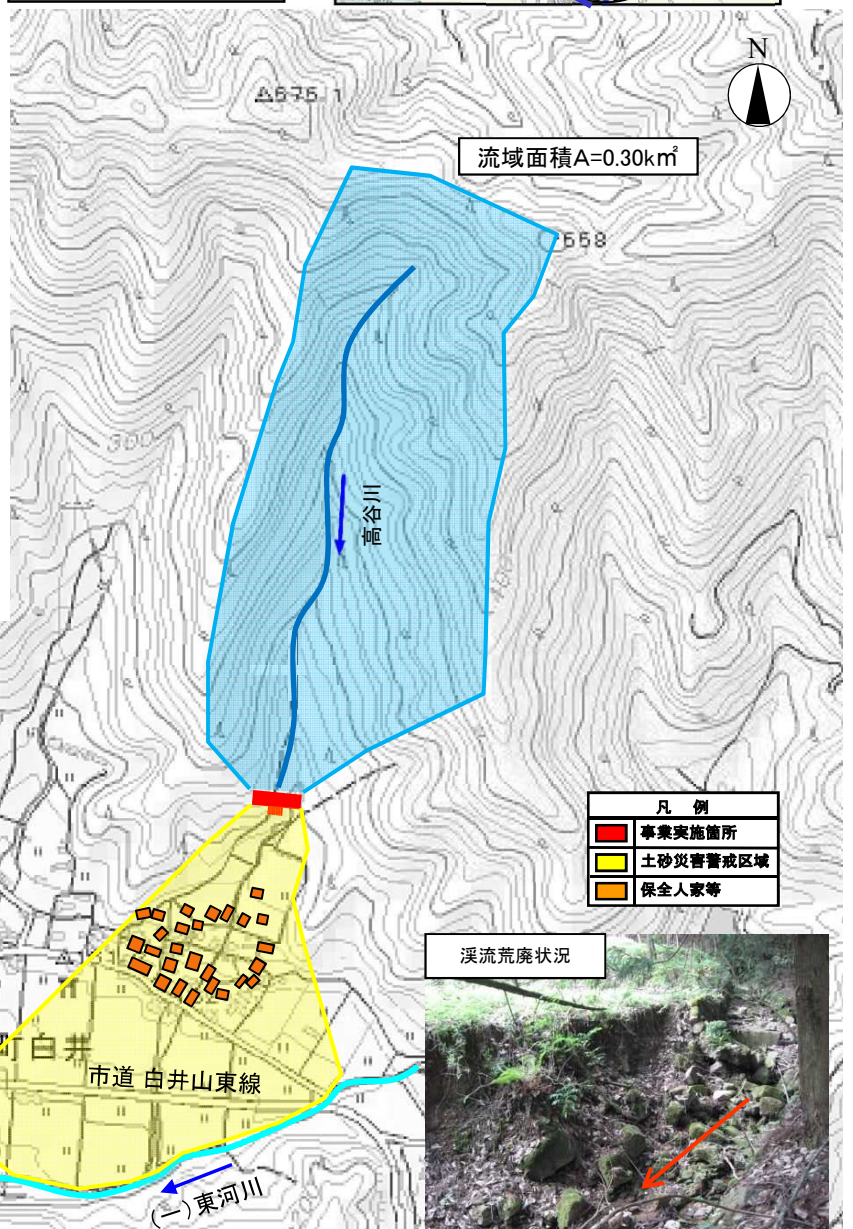 N
△676.1
流域面積A=0.30k㎡
658
300
高谷川
凡 例
事業実施箇所
土砂災害警戒区域
保全人家等
渓流荒廃状況
町白井
市道 白井山東線
(一)東河川